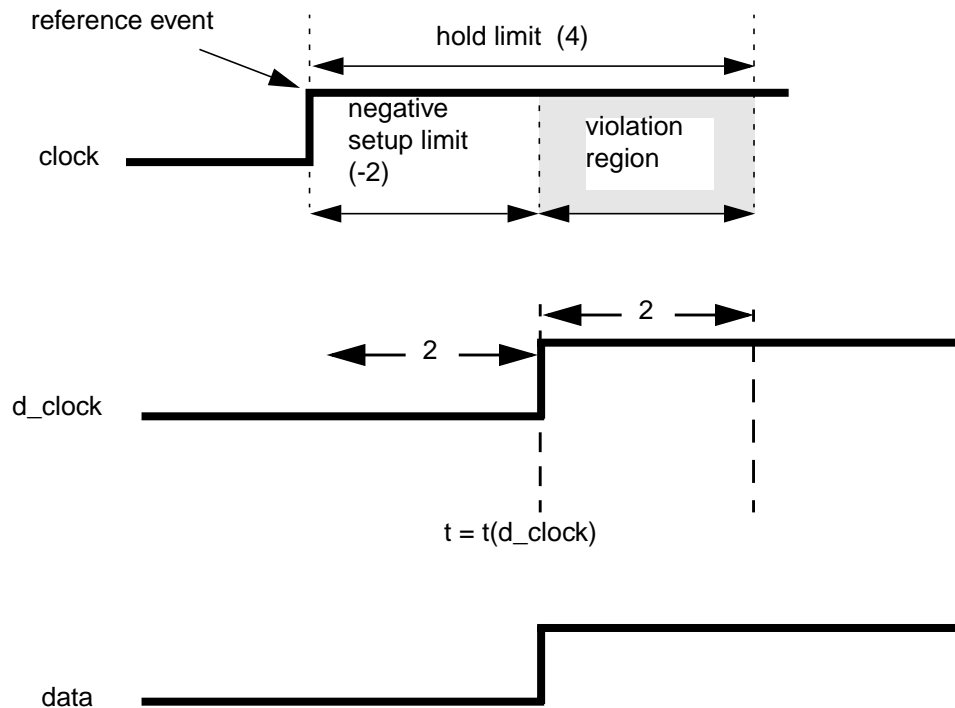 reference event
hold limit (4)
negative
setup limit
(-2)
violation
region
clock
2
2
d_clock
t = t(d_clock)
data